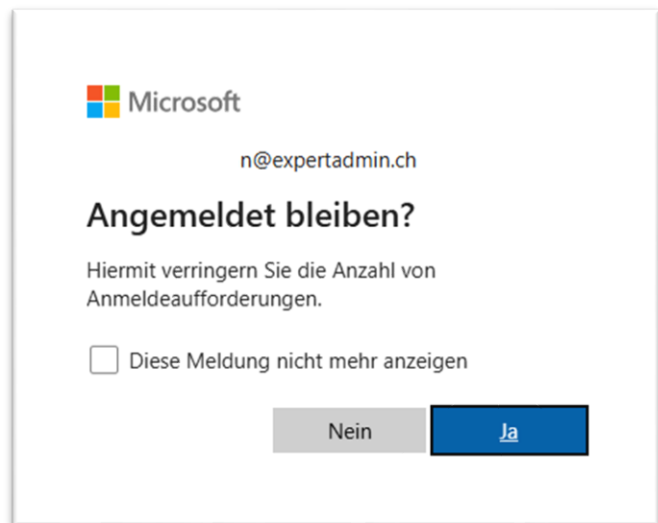 Microsoft
n@expertadmin.ch
Angemeldet bleiben?
Hiermit verringern Sie die Anzahl von
Anmeldeaufforderungen.
Diese Meldung nicht mehr anzeigen
Nein
Ja